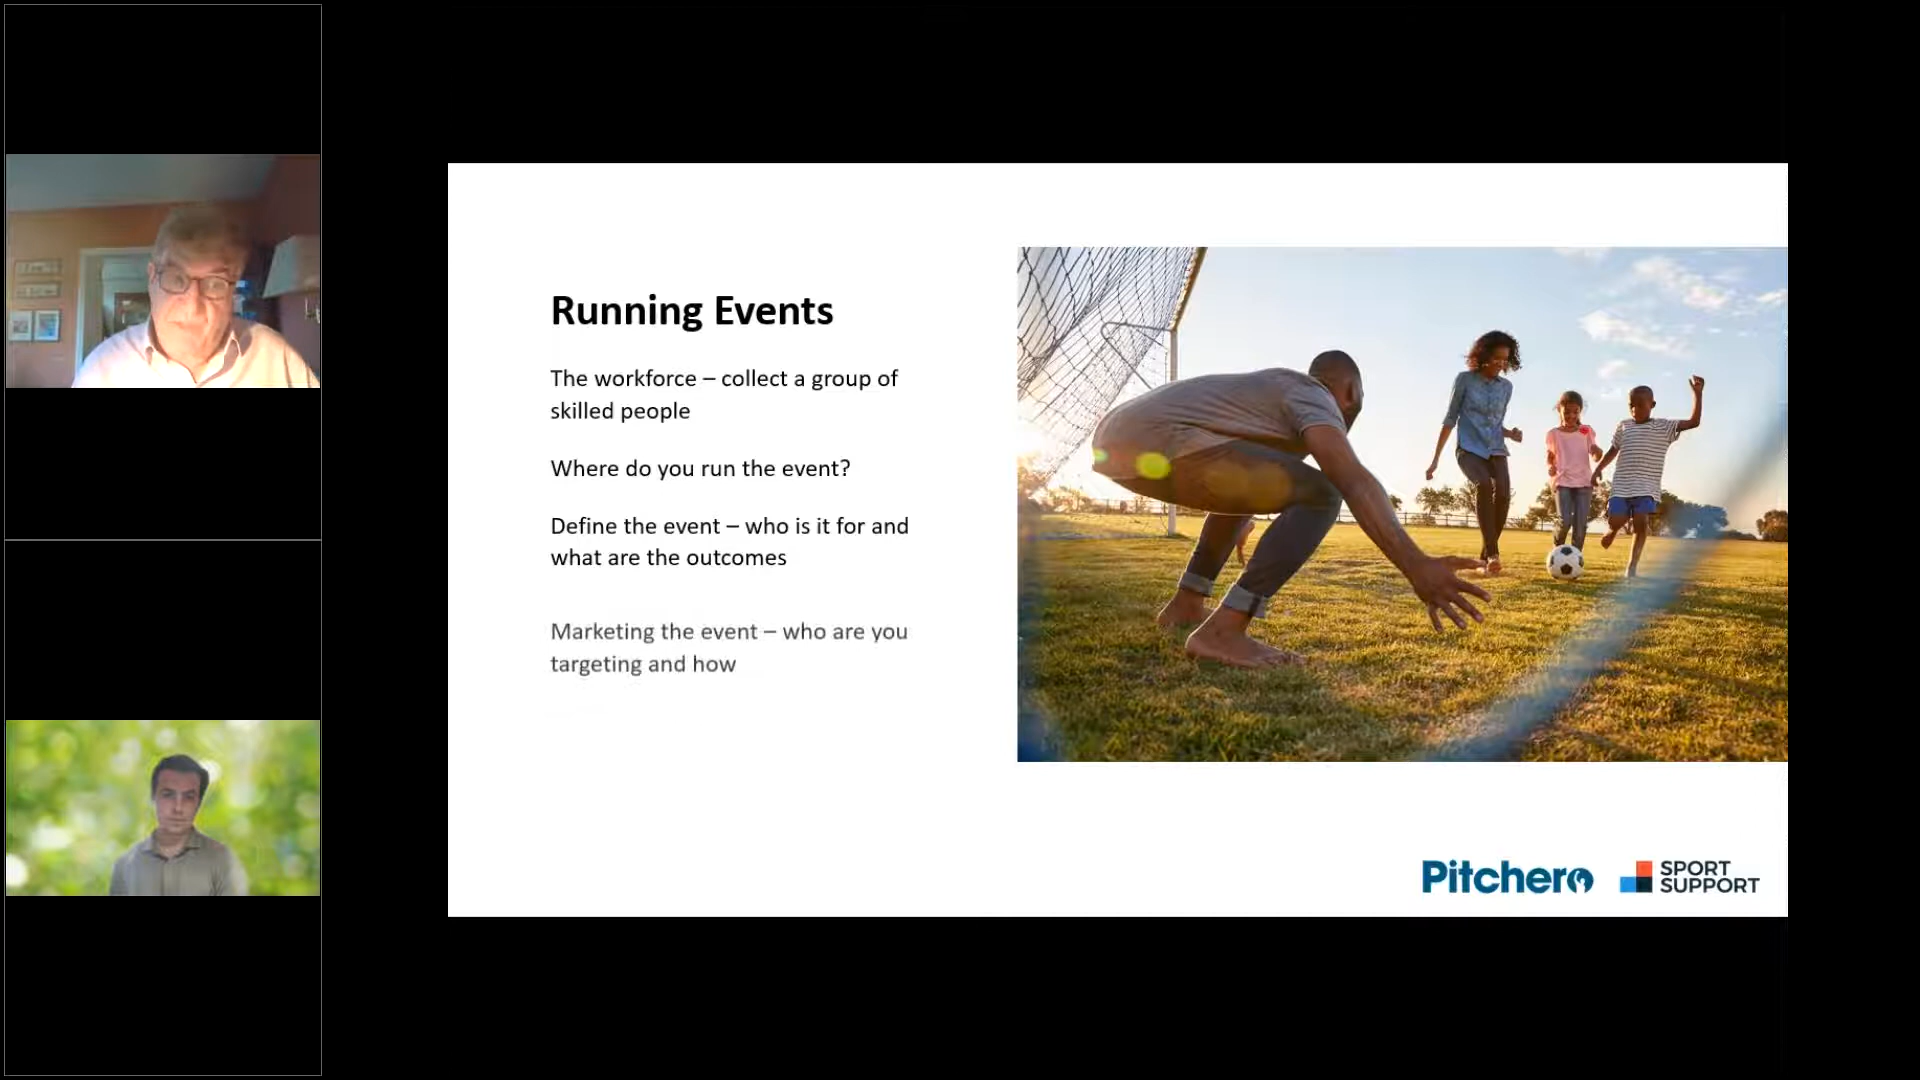 Running Events
The workforce – collect a group of
skilled people
Where do you run the event?
Define the event – who is it for and
what are the outcomes
Marketing the event – who are you
targeting and how
Pitchero
SPORT
SUPPORT